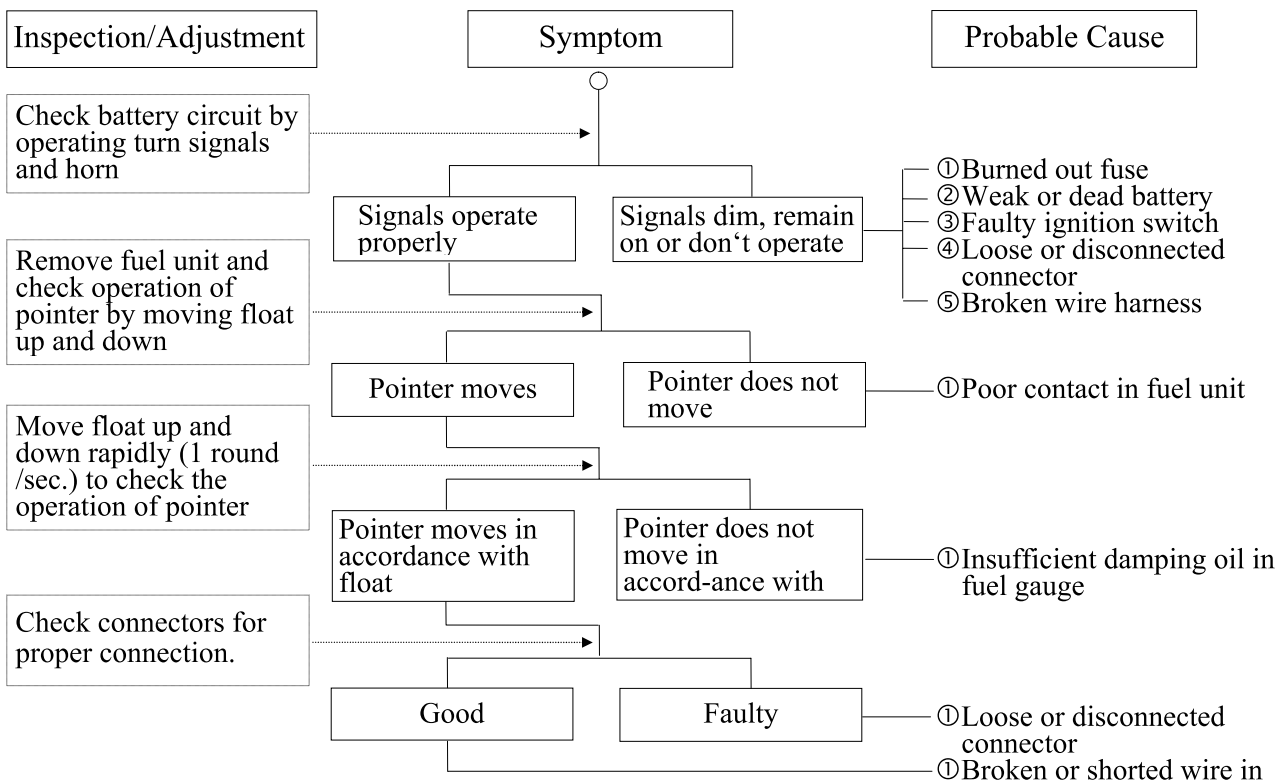 Inspection/Adjustment
Symptom
Probable Cause
Check battery circuit by
operating turn signals
and horn
Signals operate
properly
Signals dim, remain
on or don‘t operate
①Burned out fuse
②Weak or dead battery
③Faulty ignition switch
④Loose or disconnected
connector
⑤Broken wire harness
Remove fuel unit and
check operation of
pointer by moving float
up and down
Pointer moves
Pointer does not
move
①Poor contact in fuel unit
Move float up and
down rapidly (1 round
/sec.) to check the
operation of pointer
Pointer moves in
accordance with
float
Pointer does not
move in
accord-ance with
①Insufficient damping oil in
fuel gauge
Check connectors for
proper connection.
Good
Faulty
①Loose or disconnected
connector
①Broken or shorted wire in